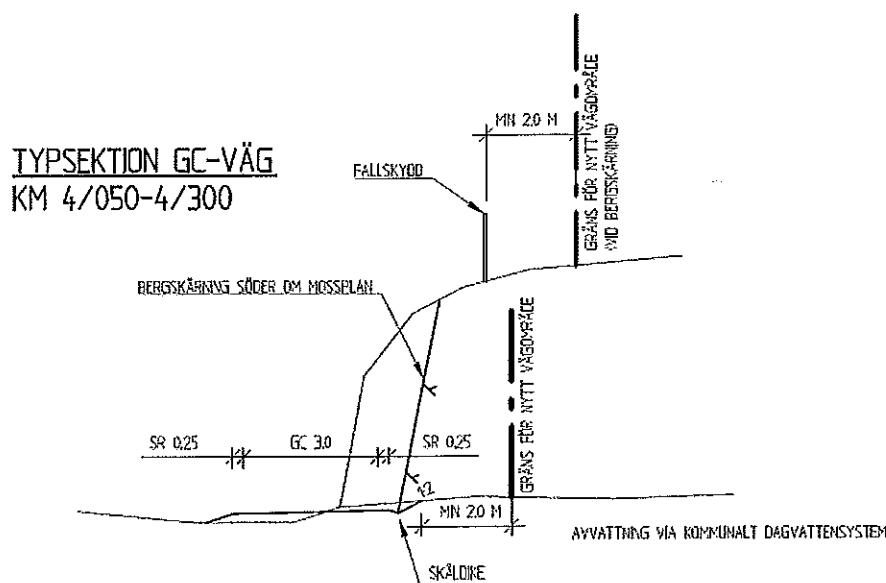 TYPSEKTION GC-VÄG
KM 4/050-4/300
MN 2.0 M
FALLSKYDD
GRÄNS FÖR NYTT VÄGOMRÅDE
(VID BERGSKÄRNING)
BERGSKÄRNING SÖDER OM MOSSPLAN
GRÄNS FÖR NYTT VÄGOMRÅDE
SR 0.25
GC 3.0
SR 0.25
1:2
MN 2.0 M
AVVATTNING VIA KOMMUNALT DAGVATTENSYSTEM
SKÅLDIKE